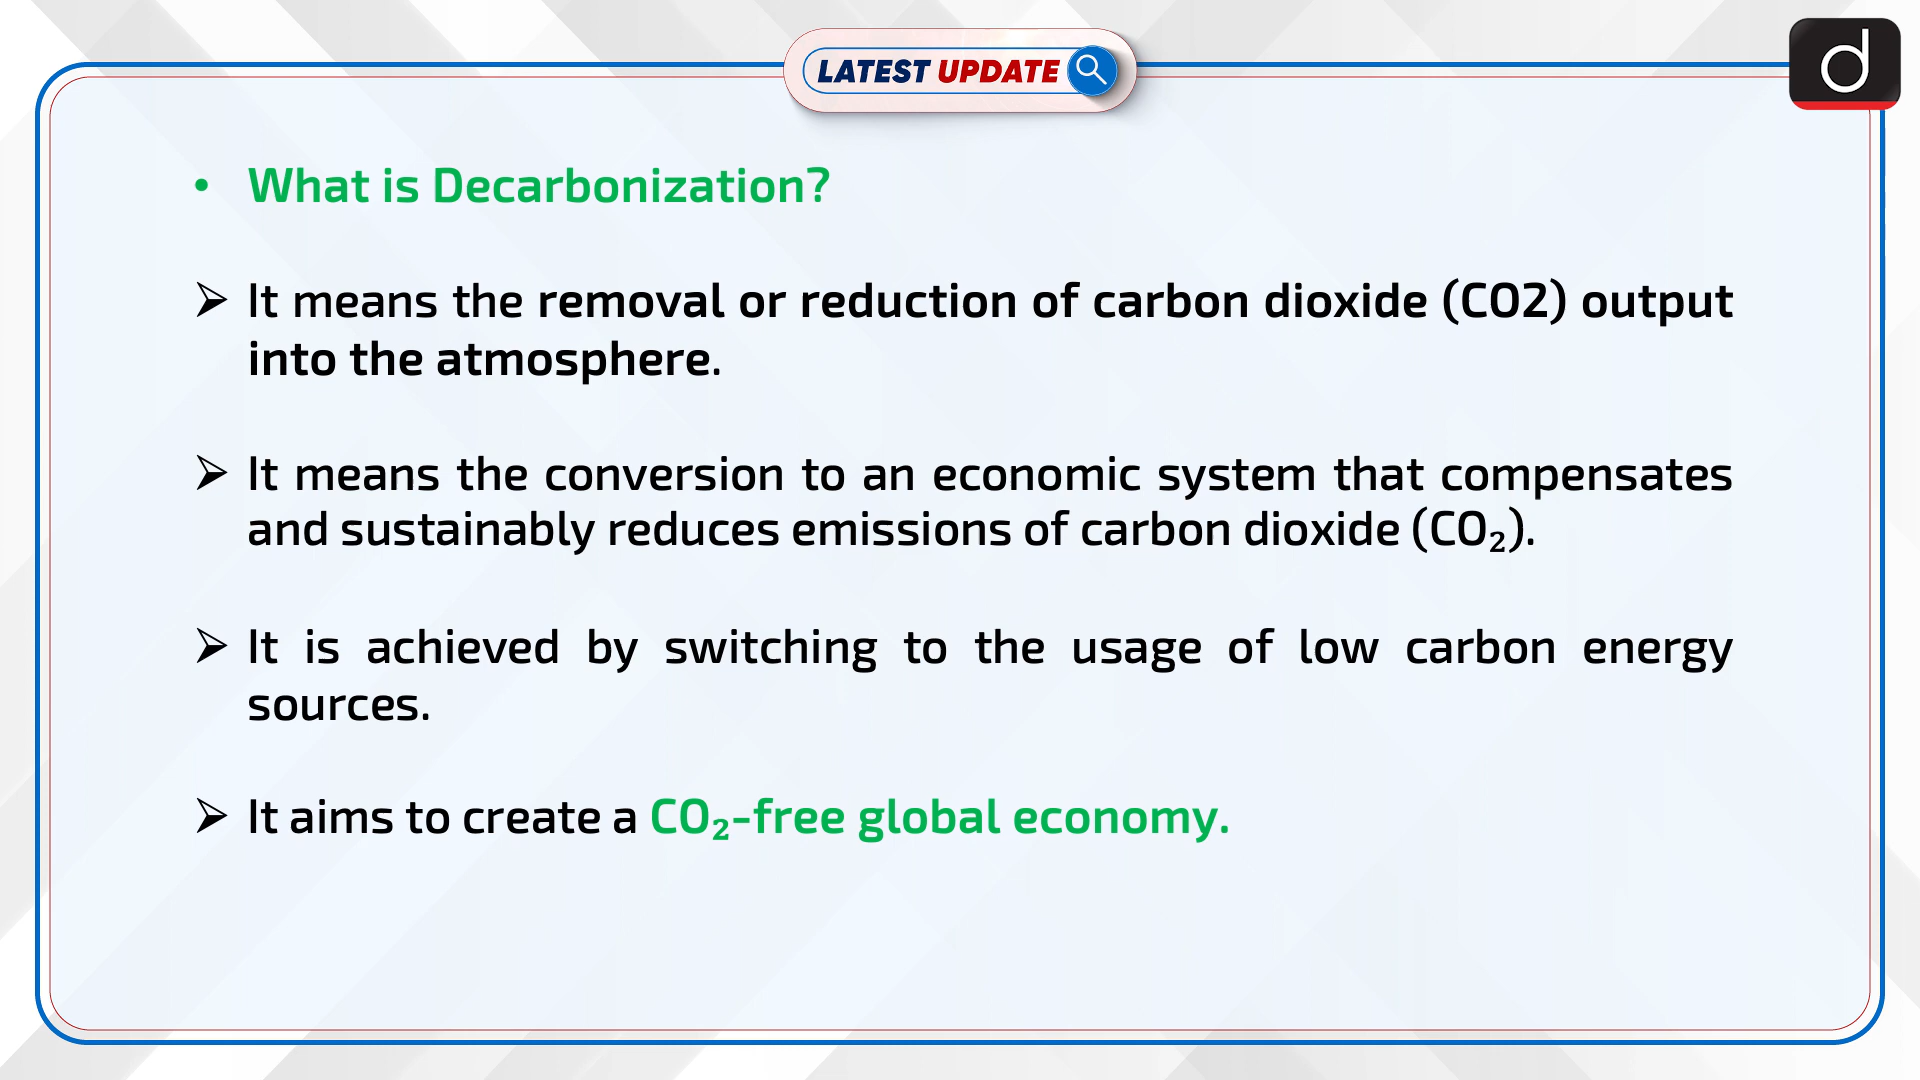 LATEST UPDATE
d
• What is Decarbonization?
➢ It means the removal or reduction of carbon dioxide (CO2) output
into the atmosphere.
➢ It means the conversion to an economic system that compensates
and sustainably reduces emissions of carbon dioxide (CO₂).
➢ It is achieved by switching to the usage of low carbon energy
sources.
➢ It aims to create a CO₂-free global economy.